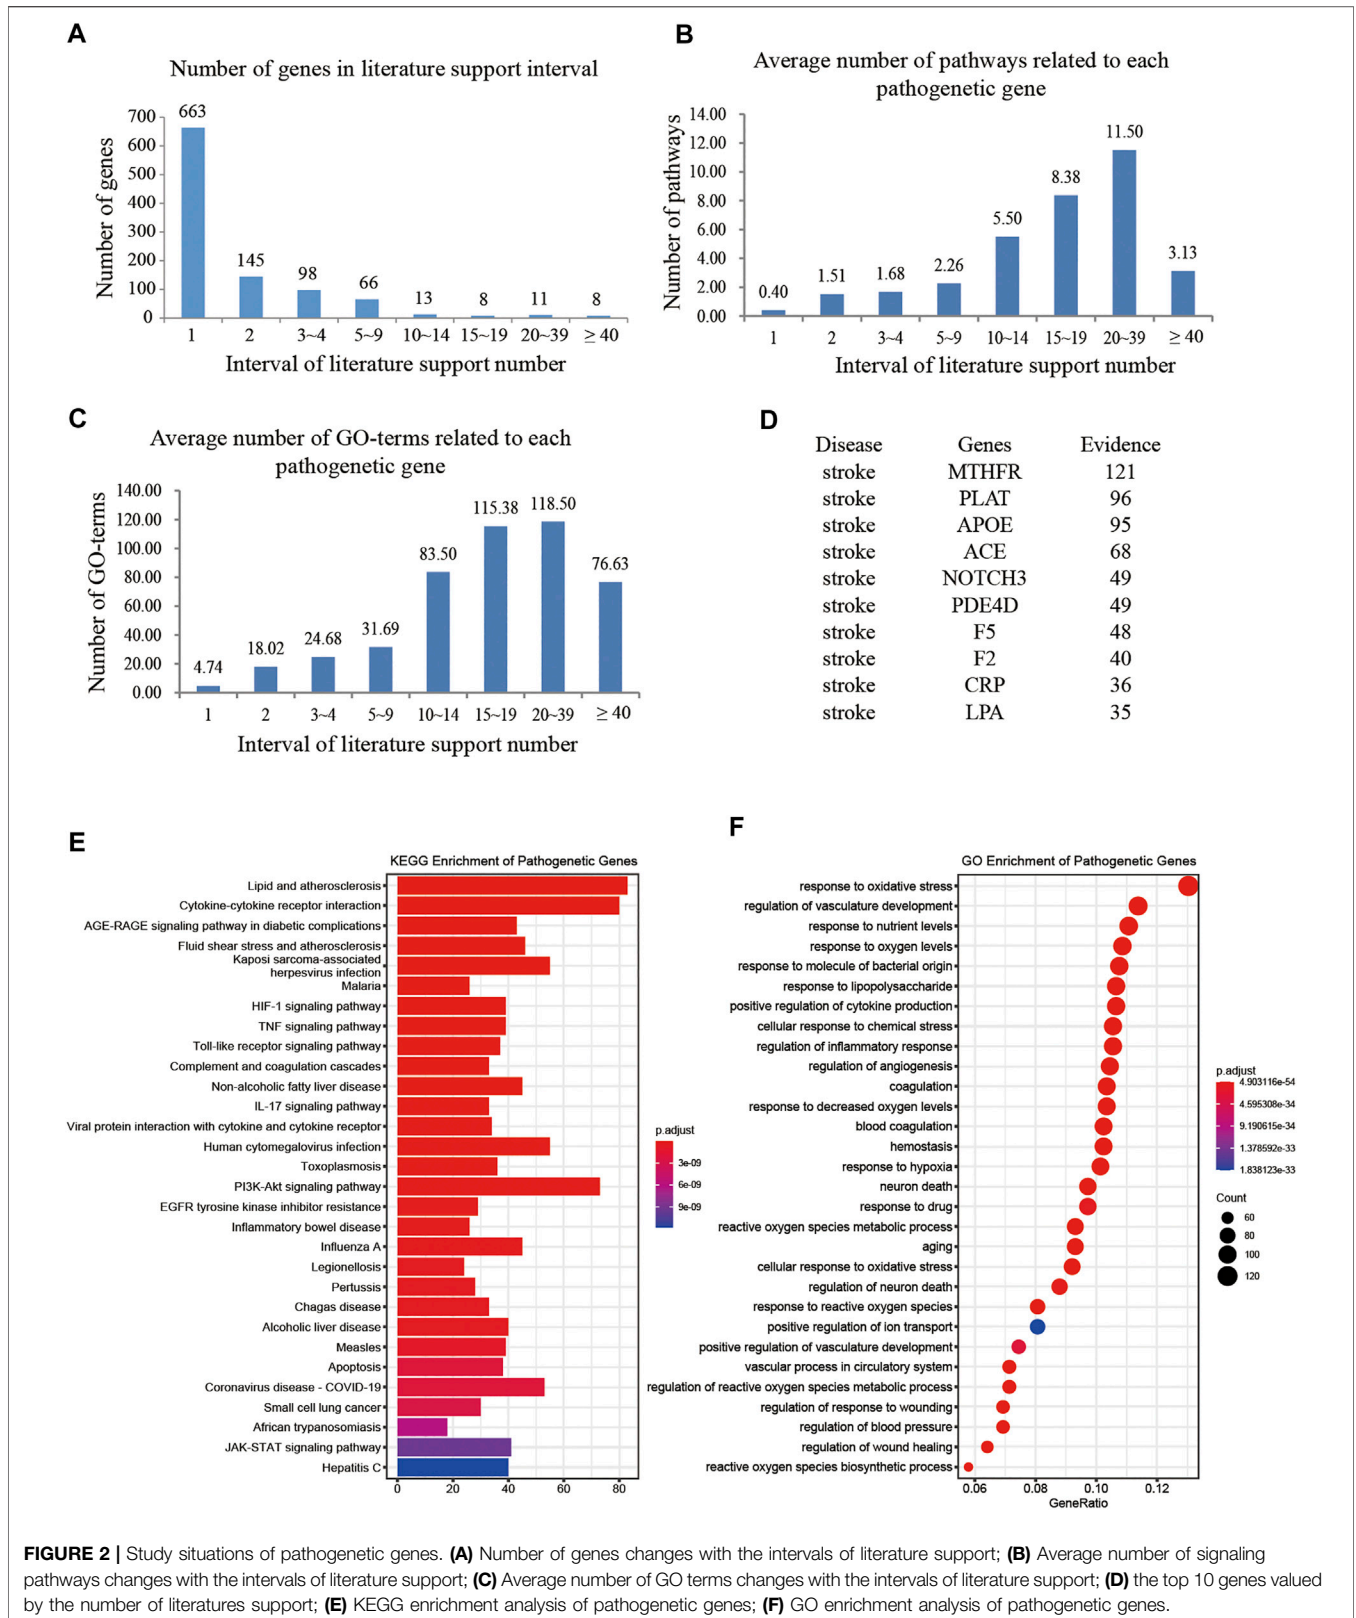 A
Number of genes in literature support interval
Number of genes
700
600
500
400
300
200
100
0
663
145
98
66
13
8
11
8
1 2 3~4 5~9 10~14 15~19 20~39 ≥ 40
Interval of literature support number
B
Average number of pathways related to each
pathogenetic gene
Number of pathways
14.00
12.00
10.00
8.00
6.00
4.00
2.00
0.00
0.40
1.51
1.68
2.26
5.50
8.38
11.50
3.13
1 2 3~4 5~9 10~14 15~19 20~39 ≥ 40
Interval of literature support number
C
Average number of GO-terms related to each
pathogenetic gene
Number of GO-terms
140.00
120.00
100.00
80.00
60.00
40.00
20.00
0.00
4.74
18.02
24.68
31.69
83.50
115.38
118.50
76.63
1 2 3~4 5~9 10~14 15~19 20~39 ≥ 40
Interval of literature support number
D
Disease Genes Evidence
stroke MTHFR 121
stroke PLAT 96
stroke APOE 95
stroke ACE 68
stroke NOTCH3 49
stroke PDE4D 49
stroke F5 48
stroke F2 40
stroke CRP 36
stroke LPA 35
E
KEGG Enrichment of Pathogenetic Genes
Lipid and atherosclerosis
Cytokine-cytokine receptor interaction
AGE-RAGE signaling pathway in diabetic complications
Fluid shear stress and atherosclerosis
Kaposi sarcoma-associated
herpesvirus infection
Malaria
HIF-1 signaling pathway
TNF signaling pathway
Toll-like receptor signaling pathway
Complement and coagulation cascades
Non-alcoholic fatty liver disease
IL-17 signaling pathway
Viral protein interaction with cytokine and cytokine receptor
Human cytomegalovirus infection
Toxoplasmosis
PI3K-Akt signaling pathway
EGFR tyrosine kinase inhibitor resistance
Inflammatory bowel disease
Influenza A
Legionellosis
Pertussis
Chagas disease
Alcoholic liver disease
Measles
Apoptosis
Coronavirus disease - COVID-19
Small cell lung cancer
African trypanosomiasis
JAK-STAT signaling pathway
Hepatitis C
0 20 40 60 80
p.adjust
3e-09
6e-09
9e-09
F
GO Enrichment of Pathogenetic Genes
response to oxidative stress
regulation of vasculature development
response to nutrient levels
response to oxygen levels
response to molecule of bacterial origin
response to lipopolysaccharide
positive regulation of cytokine production
cellular response to chemical stress
regulation of inflammatory response
regulation of angiogenesis
coagulation
response to decreased oxygen levels
blood coagulation
hemostasis
response to hypoxia
neuron death
response to drug
reactive oxygen species metabolic process
aging
cellular response to oxidative stress
regulation of neuron death
response to reactive oxygen species
positive regulation of ion transport
positive regulation of vasculature development
vascular process in circulatory system
regulation of reactive oxygen species metabolic process
regulation of response to wounding
regulation of blood pressure
regulation of wound healing
reactive oxygen species biosynthetic process
0.06 0.08 0.10 0.12
GeneRatio
p.adjust
4.903116e-54
4.595308e-34
9.190615e-34
1.378592e-33
1.838123e-33
Count
60
80
100
120
FIGURE 2 | Study situations of pathogenetic genes. (A) Number of genes changes with the intervals of literature support; (B) Average number of signaling
pathways changes with the intervals of literature support; (C) Average number of GO terms changes with the intervals of literature support; (D) the top 10 genes valued
by the number of literatures support; (E) KEGG enrichment analysis of pathogenetic genes; (F) GO enrichment analysis of pathogenetic genes.